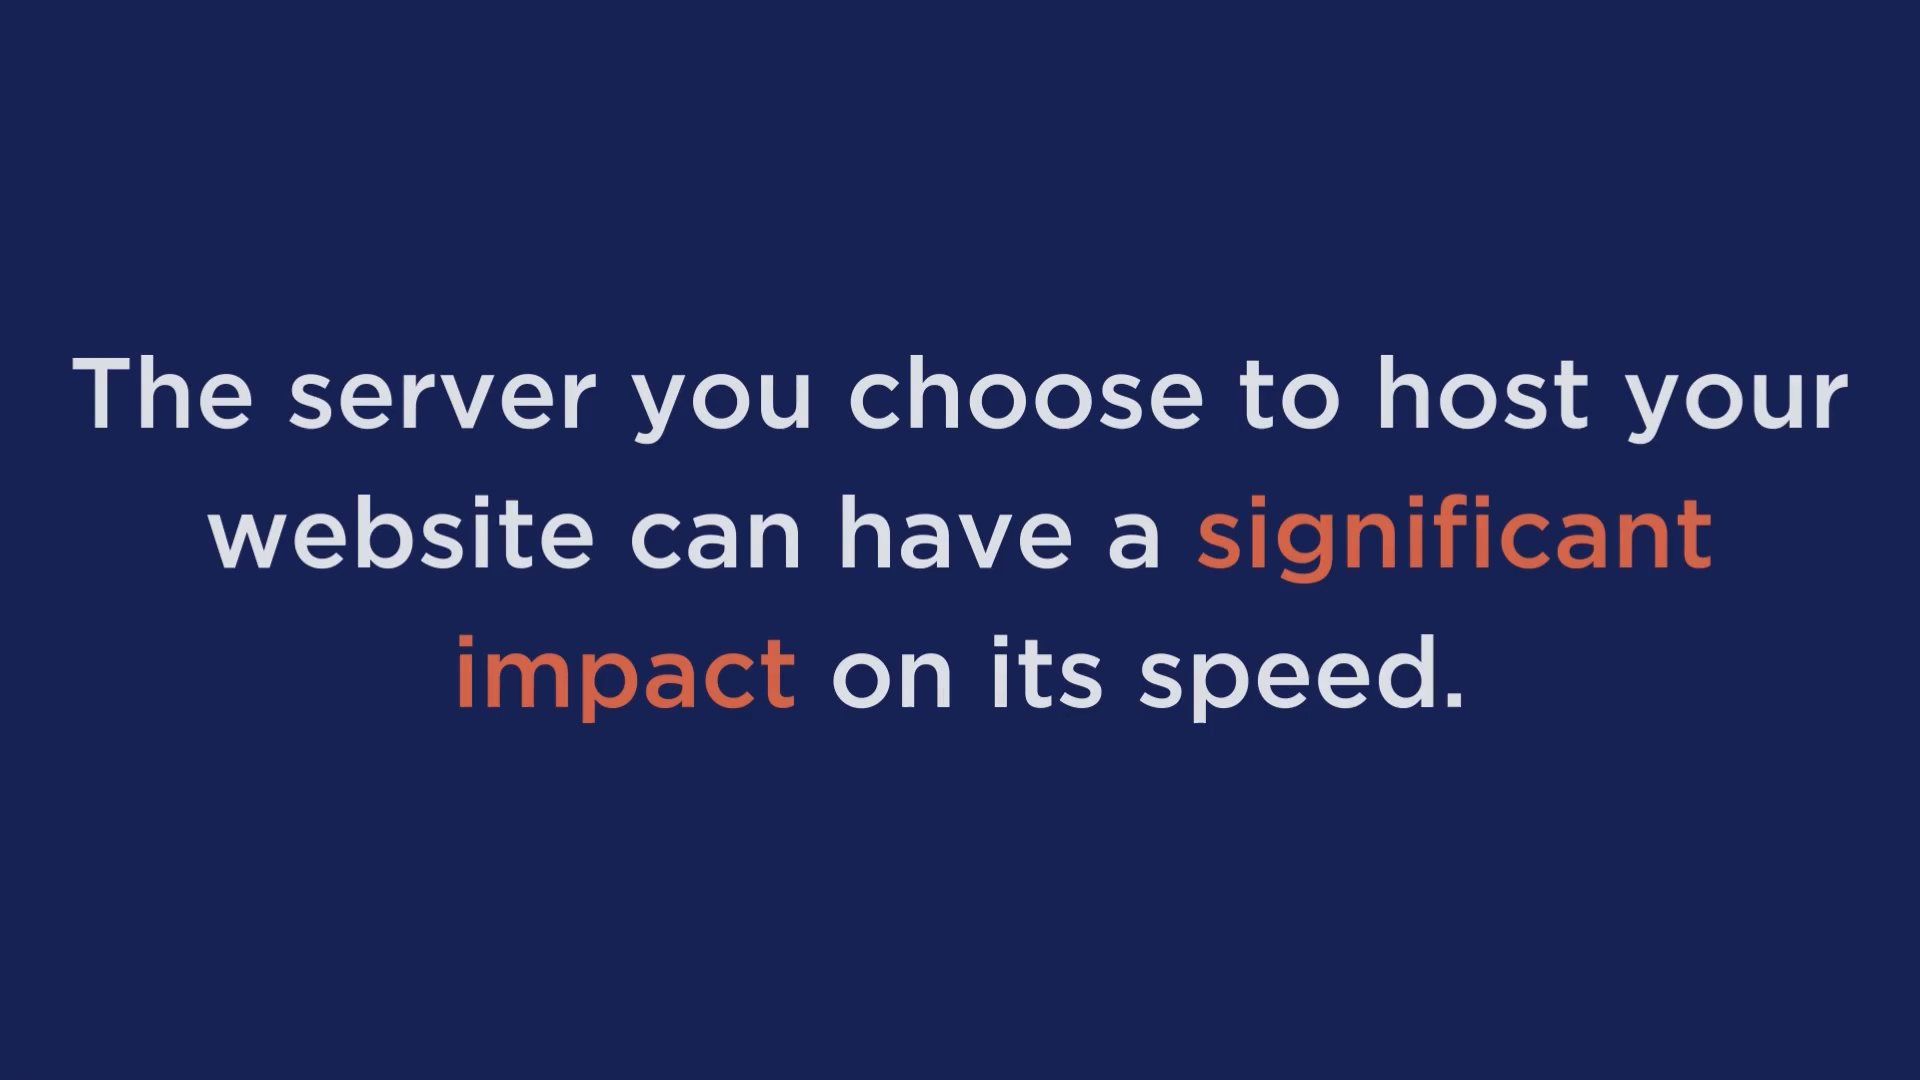 The server you choose to host your
website can have a significant
impact on its speed.